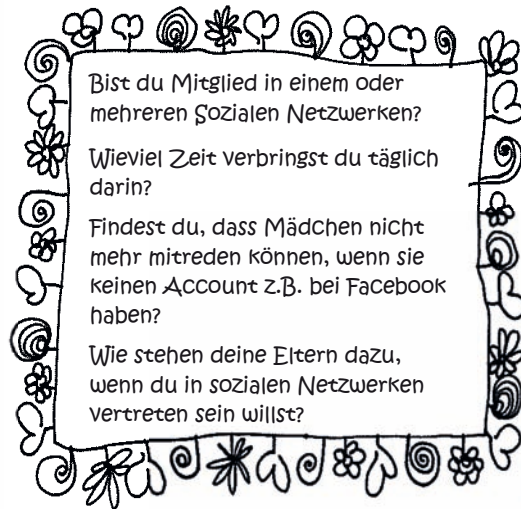 Bist du Mitglied in einem oder
mehreren Sozialen Netzwerken?
Wieviel Zeit verbringst du täglich
darin?
Findest du, dass Mädchen nicht
mehr mitreden können, wenn sie
keinen Account z.B. bei Facebook
haben?
Wie stehen deine Eltern dazu,
wenn du in sozialen Netzwerken
vertreten sein willst?